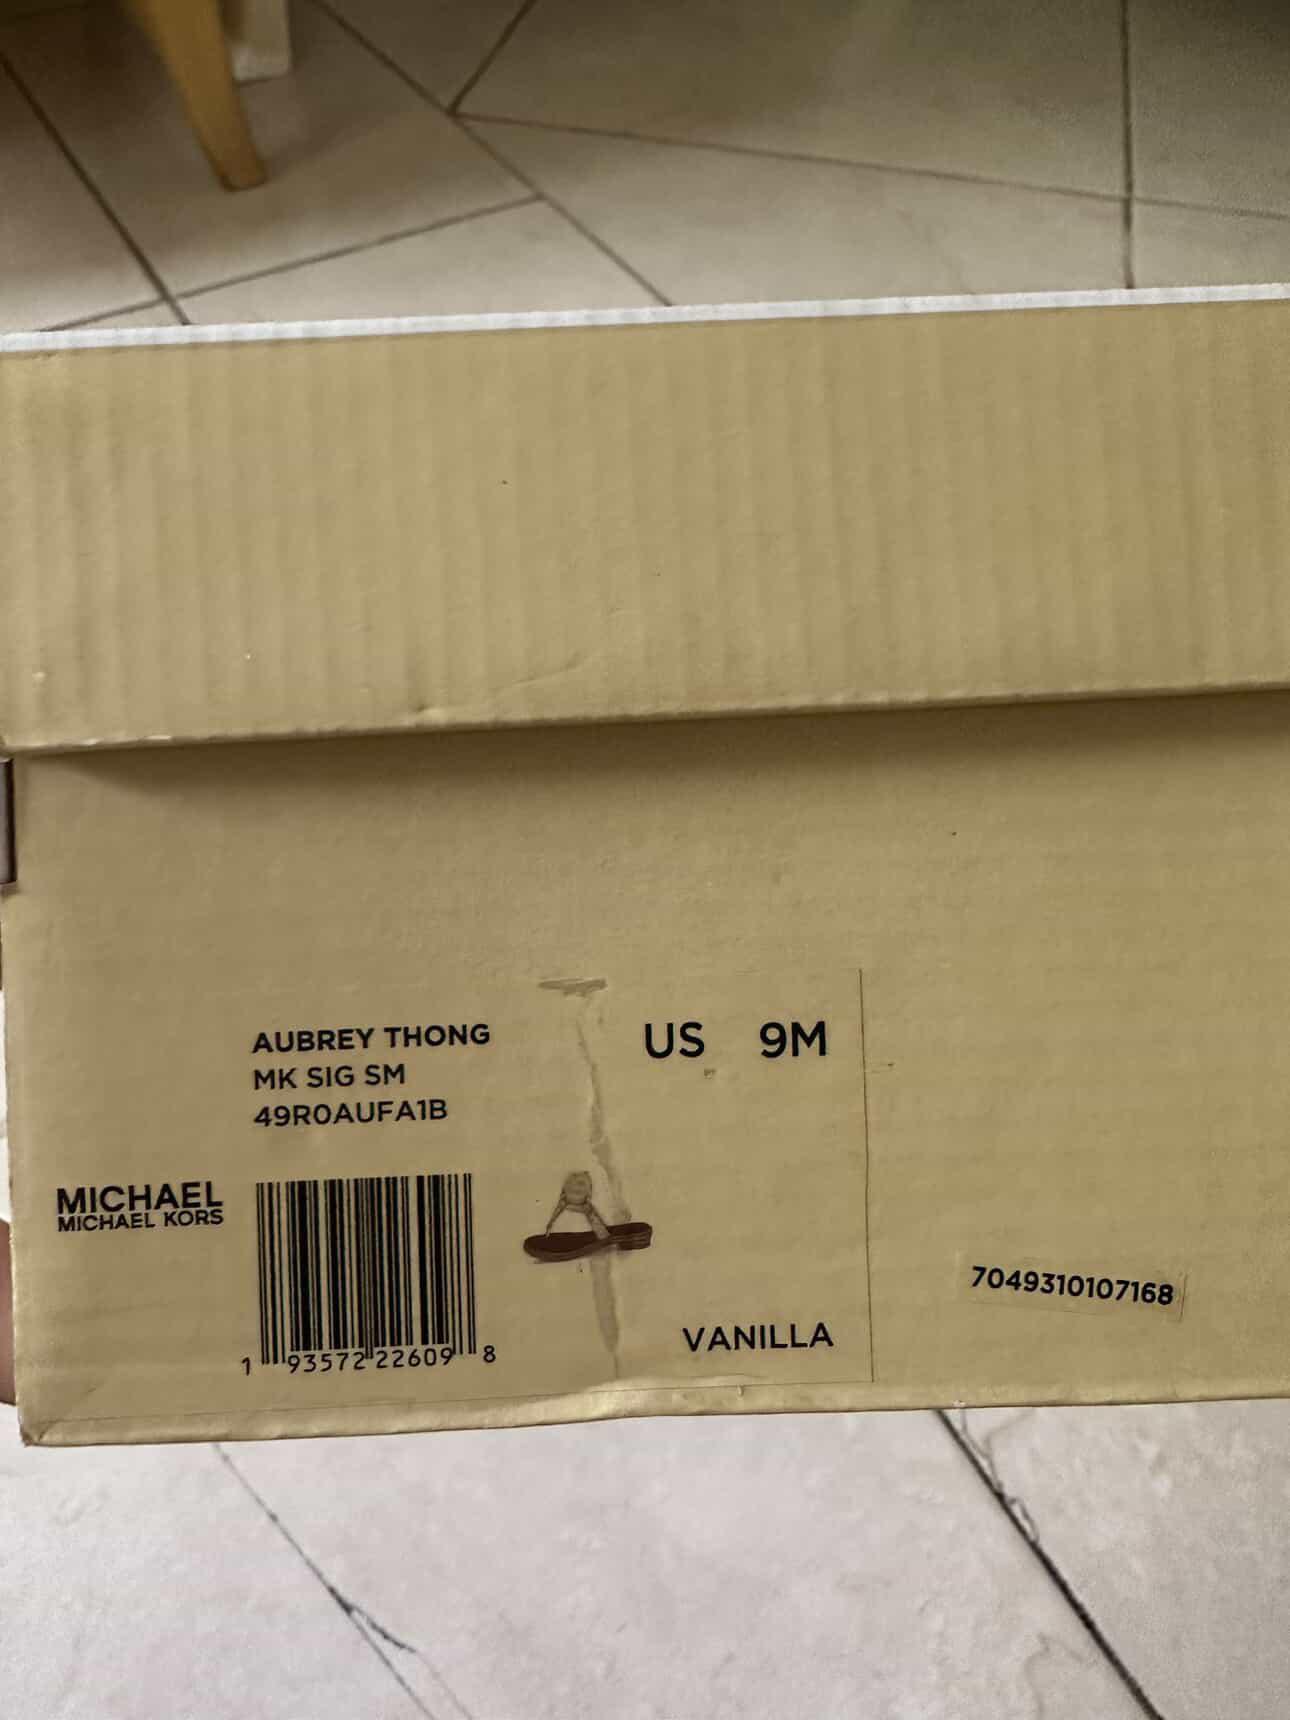 AUBREY THONG
MK SIG SM
49R0AUFA1B
US 9M
MICHAEL
MICHAEL KORS
1 93572 22609 8
VANILLA
7049310107168